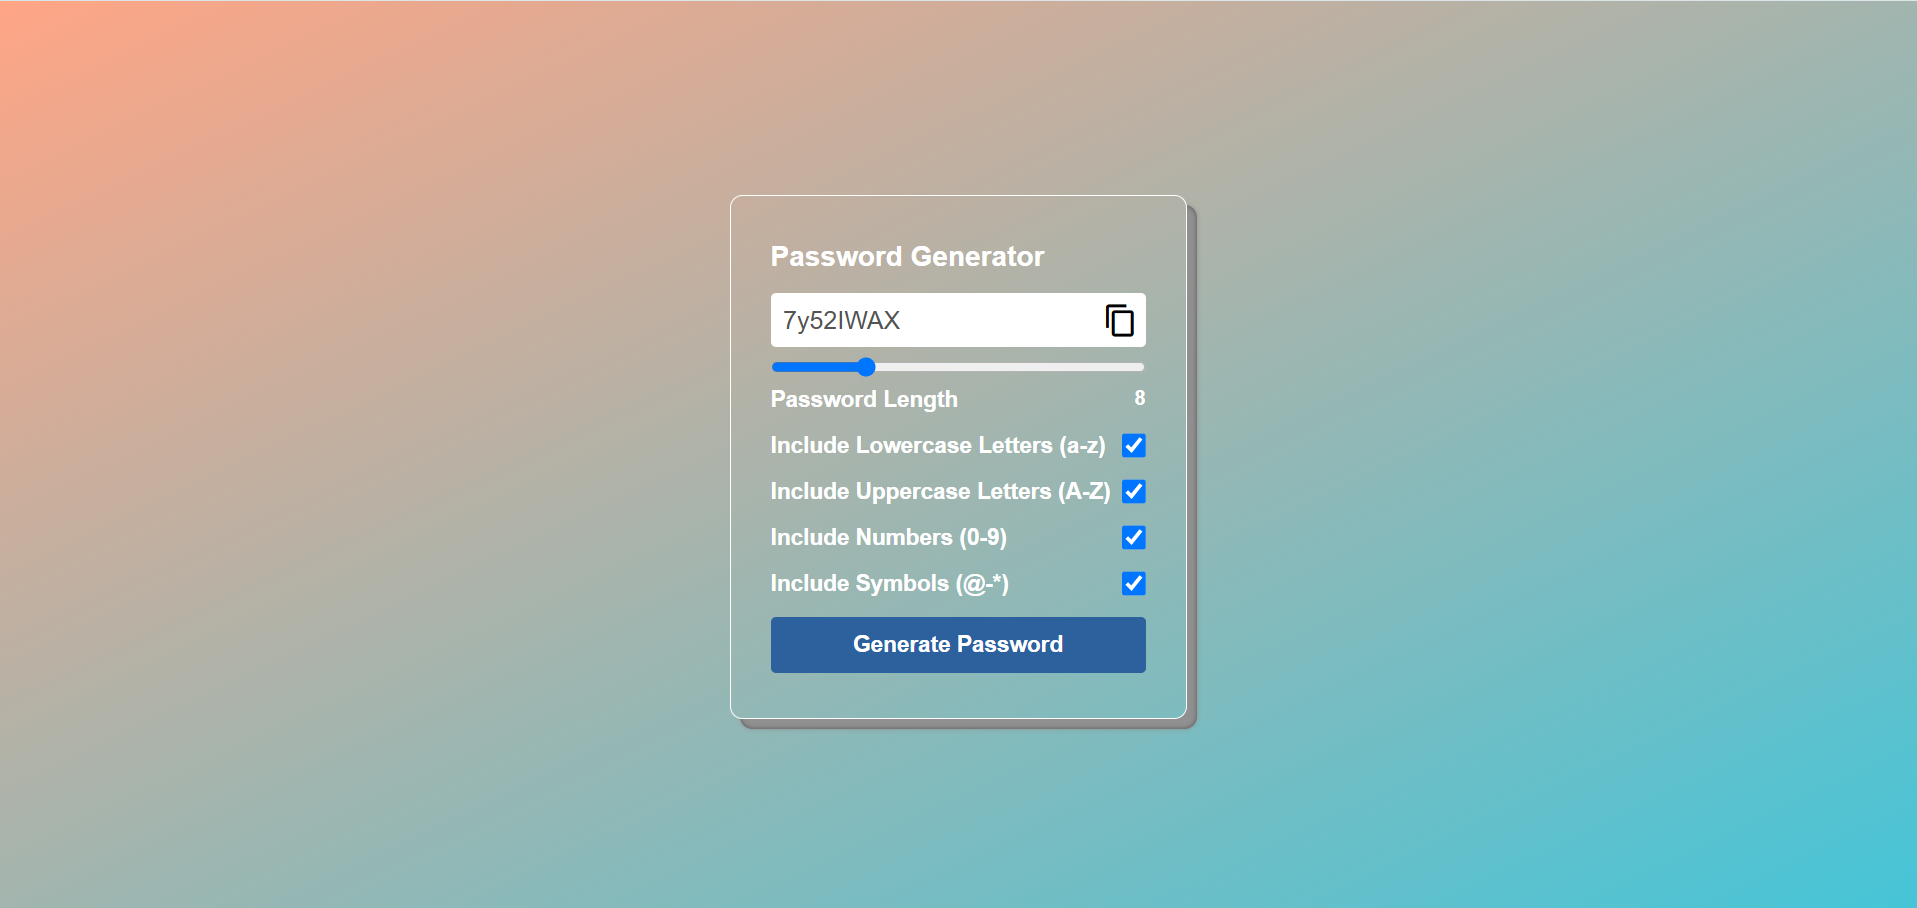 Password Generator
7y52IWAX
Password Length 8
Include Lowercase Letters (a-z)
Include Uppercase Letters (A-Z)
Include Numbers (0-9)
Include Symbols (@-*)
Generate Password